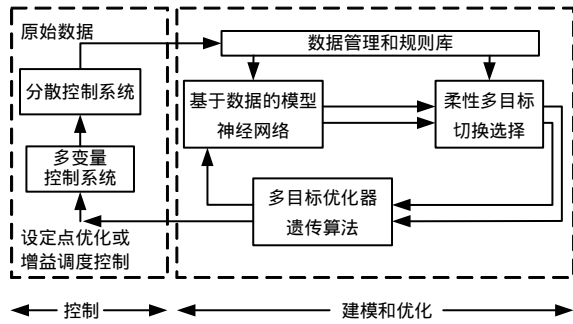 原始数据
数据管理和规则库
分散控制系统
基于数据的模型
神经网络
柔性多目标
切换选择
多变量
控制系统
多目标优化器
遗传算法
设定点优化或
增益调度控制
控制
建模和优化